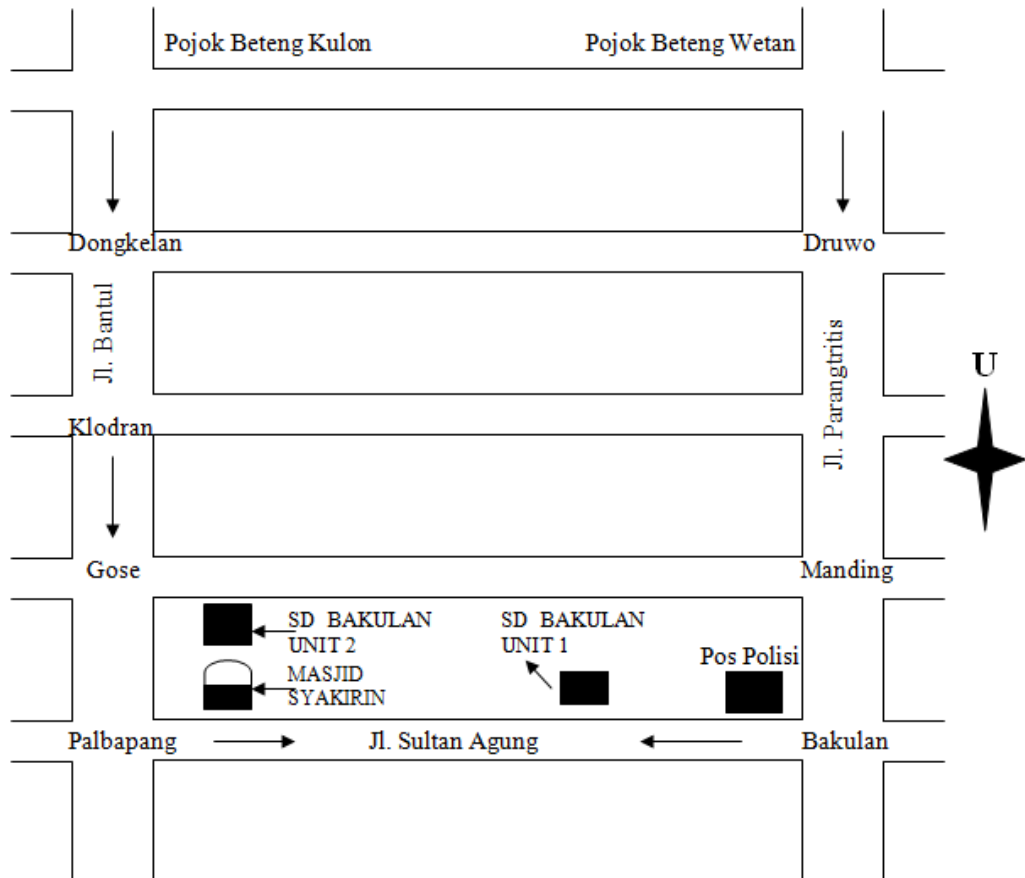 Pojok Beteng Kulon
Pojok Beteng Wetan
Dongkelan
Druwo
Jl. Bantul
Jl. Parangtritis
U
Klodran
Gose
Manding
SD BAKULAN
UNIT 2
SD BAKULAN
UNIT 1
Pos Polisi
MASJID
SYAKIRIN
Palbapang
Jl. Sultan Agung
Bakulan